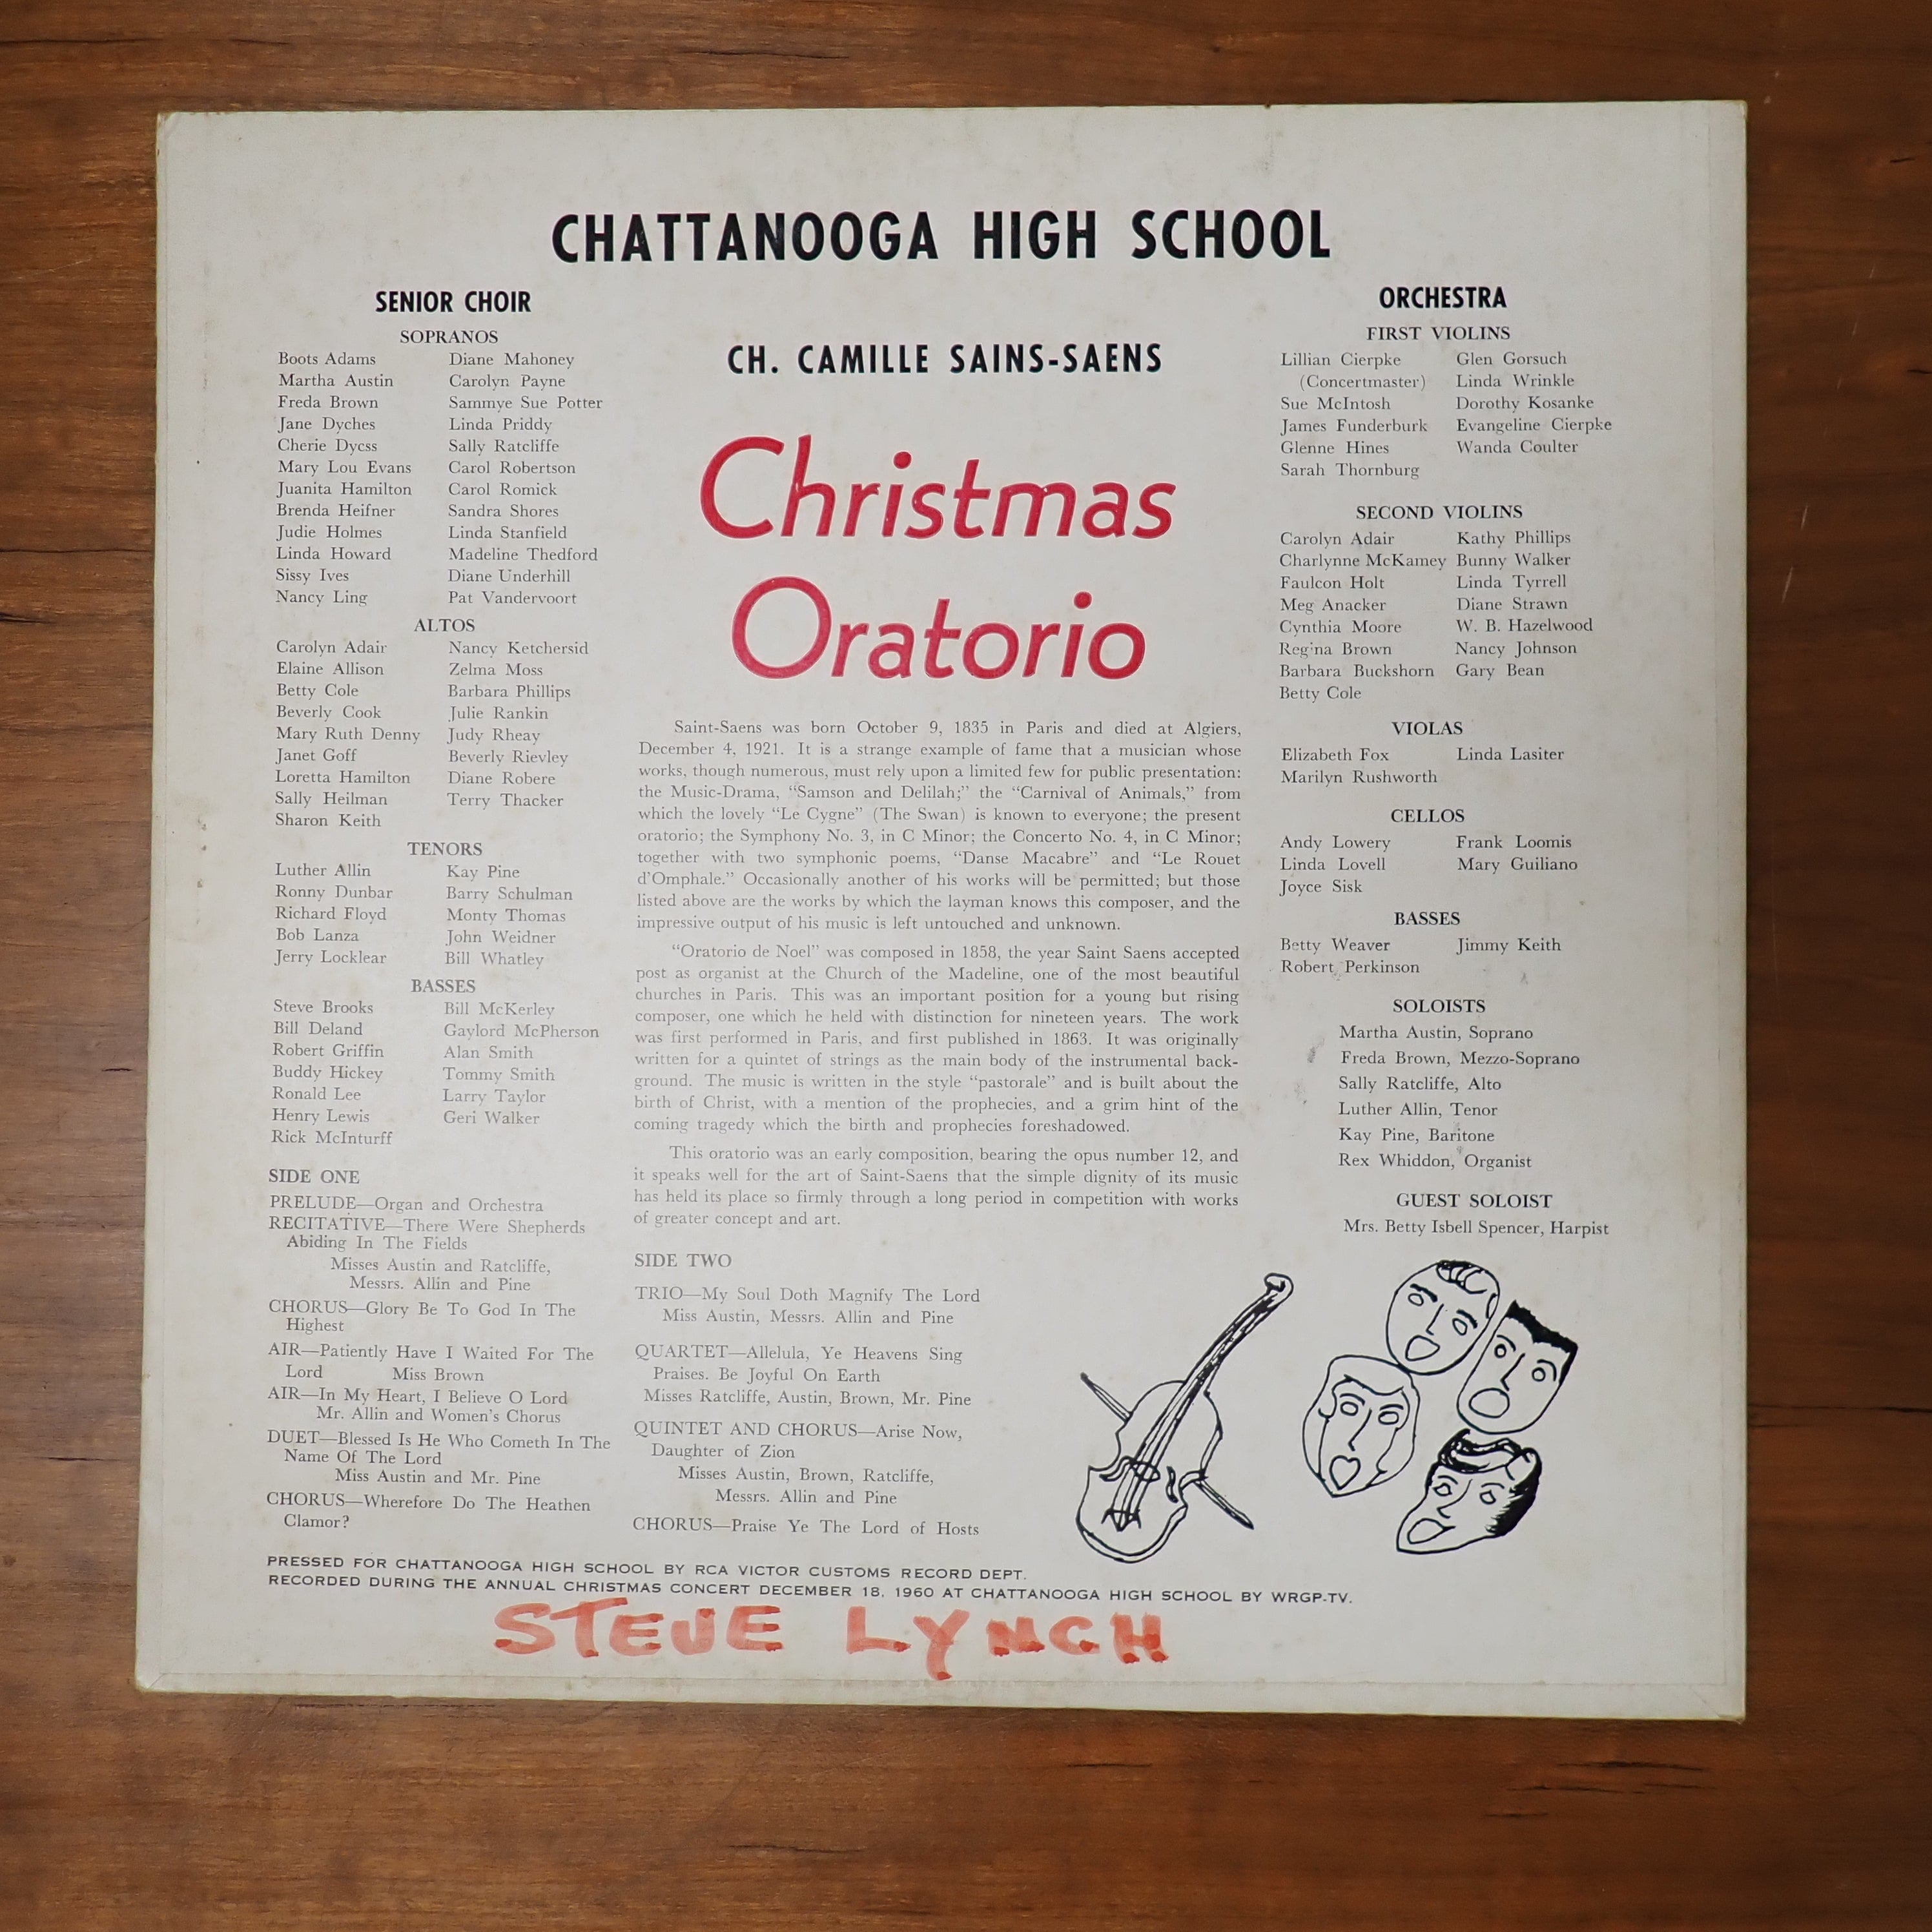 CHATTANOOGA HIGH SCHOOL
SENIOR CHOIR
SOPRANOS
Boots Adams Diane Mahoney
Martha Austin Carolyn Payne
Freda Brown Sammye Sue Potter
Jane Dyches Linda Priddy
Cherie Dycss Sally Ratcliffe
Mary Lou Evans Carol Robertson
Juanita Hamilton Carol Romick
Brenda Heifner Sandra Shores
Judie Holmes Linda Stanfield
Linda Howard Madeline Thedford
Sissy Ives Diane Underhill
Nancy Ling Pat Vandervoort
ALTOS
Carolyn Adair Nancy Ketchersid
Elaine Allison Zelma Moss
Betty Cole Barbara Phillips
Beverly Cook Julie Rankin
Mary Ruth Denny Judy Rheay
Janet Goff Beverly Rievley
Loretta Hamilton Diane Robere
Sally Heilman Terry Thacker
Sharon Keith
TENORS
Luther Allin Kay Pine
Ronny Dunbar Barry Schulman
Richard Floyd Monty Thomas
Bob Lanza John Weidner
Jerry Locklear Bill Whatley
BASSES
Steve Brooks Bill McKerley
Bill Deland Gaylord McPherson
Robert Griffin Alan Smith
Buddy Hickey Tommy Smith
Ronald Lee Larry Taylor
Henry Lewis Geri Walker
Rick McInturff
SIDE ONE
PRELUDE—Organ and Orchestra
RECITATIVE—There Were Shepherds
Abiding In The Fields
Misses Austin and Ratcliffe,
Messrs. Allin and Pine
CHORUS—Glory Be To God In The
Highest
AIR—Patiently Have I Waited For The
Lord Miss Brown
AIR—In My Heart, I Believe O Lord
Mr. Allin and Women's Chorus
DUET—Blessed Is He Who Cometh In The
Name Of The Lord
Miss Austin and Mr. Pine
CHORUS—Wherefore Do The Heathen
Clamor?
CH. CAMILLE SAINS-SAENS
Christmas
Oratorio
Saint-Saens was born October 9, 1835 in Paris and died at Algiers,
December 4, 1921. It is a strange example of fame that a musician whose
works, though numerous, must rely upon a limited few for public presentation:
the Music-Drama, "Samson and Delilah;" the "Carnival of Animals," from
which the lovely "Le Cygne" (The Swan) is known to everyone; the present
oratorio; the Symphony No. 3, in C Minor; the Concerto No. 4, in C Minor;
together with two symphonic poems, "Danse Macabre" and "Le Rouet
d'Omphale." Occasionally another of his works will be permitted; but those
listed above are the works by which the layman knows this composer, and the
impressive output of his music is left untouched and unknown.
"Oratorio de Noel" was composed in 1858, the year Saint Saens accepted
post as organist at the Church of the Madeline, one of the most beautiful
churches in Paris. This was an important position for a young but rising
composer, one which he held with distinction for nineteen years. The work
was first performed in Paris, and first published in 1863. It was originally
written for a quintet of strings as the main body of the instrumental back-
ground. The music is written in the style "pastorale" and is built about the
birth of Christ, with a mention of the prophecies, and a grim hint of the
coming tragedy which the birth and prophecies foreshadowed.
This oratorio was an early composition, bearing the opus number 12, and
it speaks well for the art of Saint-Saens that the simple dignity of its music
has held its place so firmly through a long period in competition with works
of greater concept and art.
SIDE TWO
TRIO—My Soul Doth Magnify The Lord
Miss Austin, Messrs. Allin and Pine
QUARTET—Allelula, Ye Heavens Sing
Praises. Be Joyful On Earth
Misses Ratcliffe, Austin, Brown, Mr. Pine
QUINTET AND CHORUS—Arise Now,
Daughter of Zion
Misses Austin, Brown, Ratcliffe,
Messrs. Allin and Pine
CHORUS—Praise Ye The Lord of Hosts
ORCHESTRA
FIRST VIOLINS
Lillian Cierpke Glen Gorsuch
(Concertmaster) Linda Wrinkle
Sue McIntosh Dorothy Kosanke
James Funderburk Evangeline Cierpke
Glenne Hines Wanda Coulter
Sarah Thornburg
SECOND VIOLINS
Carolyn Adair Kathy Phillips
Charlynne McKamey Bunny Walker
Faulcon Holt Linda Tyrrell
Meg Anacker Diane Strawn
Cynthia Moore W. B. Hazelwood
Regina Brown Nancy Johnson
Barbara Buckshorn Gary Bean
Betty Cole
VIOLAS
Elizabeth Fox Linda Lasiter
Marilyn Rushworth
CELLOS
Andy Lowery Frank Loomis
Linda Lovell Mary Guiliano
Joyce Sisk
BASSES
Betty Weaver Jimmy Keith
Robert Perkinson
SOLOISTS
Martha Austin, Soprano
Freda Brown, Mezzo-Soprano
Sally Ratcliffe, Alto
Luther Allin, Tenor
Kay Pine, Baritone
Rex Whiddon, Organist
GUEST SOLOIST
Mrs. Betty Isbell Spencer, Harpist
PRESSED FOR CHATTANOOGA HIGH SCHOOL BY RCA VICTOR CUSTOMS RECORD DEPT.
RECORDED DURING THE ANNUAL CHRISTMAS CONCERT DECEMBER 18, 1960 AT CHATTANOOGA HIGH SCHOOL BY WRGP-TV.
STEVE LYNCH